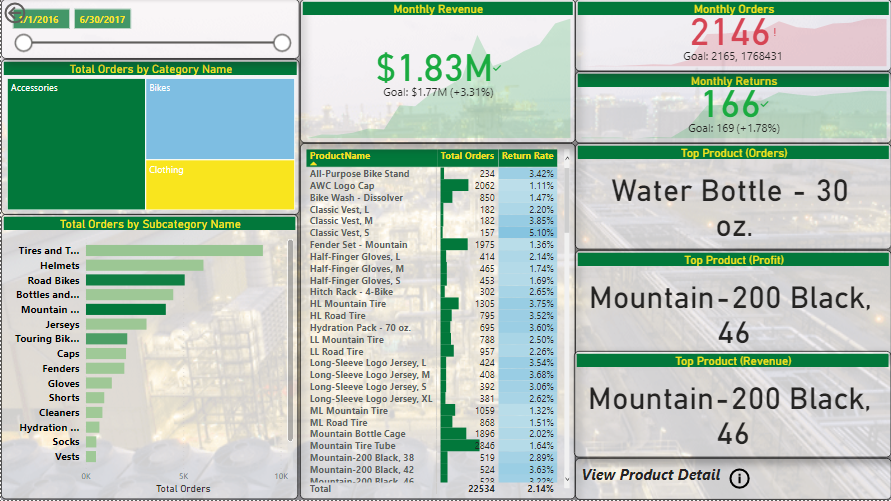 1/1/2016 6/30/2017
Total Orders by Category Name
Accessories
Bikes
Clothing
Total Orders by Subcategory Name
Tires and T...
Helmets
Road Bikes
Bottles and...
Mountain ...
Jerseys
Touring Bik...
Caps
Fenders
Gloves
Shorts
Cleaners
Hydration ...
Socks
Vests
0K 5K 10K
Total Orders
Monthly Revenue
$1.83M
Goal: $1.77M (+3.31%)
ProductName Total Orders Return Rate
All-Purpose Bike Stand 234 3.42%
AWC Logo Cap 2062 1.11%
Bike Wash - Dissolver 850 1.47%
Classic Vest, L 182 2.20%
Classic Vest, M 182 3.85%
Classic Vest, S 157 5.10%
Fender Set - Mountain 1975 1.36%
Half-Finger Gloves, L 414 2.14%
Half-Finger Gloves, M 465 1.74%
Half-Finger Gloves, S 453 1.69%
Hitch Rack - 4-Bike 302 2.65%
HL Mountain Tire 1305 3.75%
HL Road Tire 795 3.52%
Hydration Pack - 70 oz. 695 3.60%
LL Mountain Tire 788 2.50%
LL Road Tire 957 2.26%
Long-Sleeve Logo Jersey, L 424 3.54%
Long-Sleeve Logo Jersey, M 408 3.68%
Long-Sleeve Logo Jersey, S 392 3.06%
Long-Sleeve Logo Jersey, XL 381 2.62%
ML Mountain Tire 1059 1.32%
ML Road Tire 868 1.51%
Mountain Bottle Cage 1896 2.02%
Mountain Tire Tube 2846 1.64%
Mountain-200 Black, 38 519 2.89%
Mountain-200 Black, 42 524 3.63%
Mountain-200 Black, 46
Total 22534 2.14%
Monthly Orders
2146!
Goal: 2165, 1768431
Monthly Returns
166
Goal: 169 (+1.78%)
Top Product (Orders)
Water Bottle - 30
oz.
Top Product (Profit)
Mountain-200 Black,
46
Top Product (Revenue)
Mountain-200 Black,
46
View Product Detail